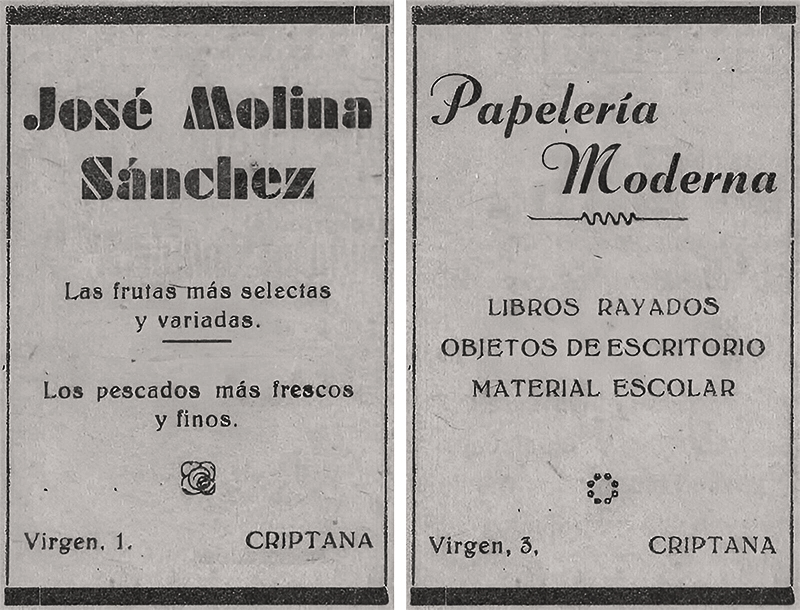 José Molina
Sánchez
Las frutas más selectas
y variadas.
Los pescados más frescos
y finos.
Virgen, 1. CRIPTANA
Papelería
Moderna
LIBROS RAYADOS
OBJETOS DE ESCRITORIO
MATERIAL ESCOLAR
Virgen, 3, CRIPTANA